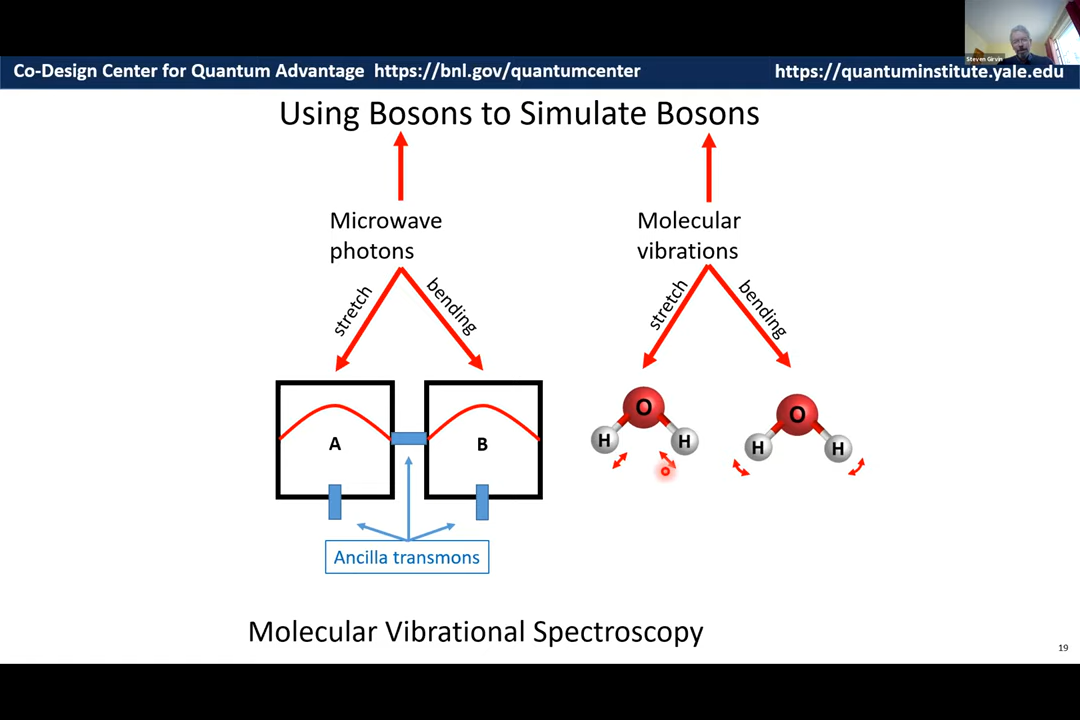 Steven Girvin
Co-Design Center for Quantum Advantage https://bnl.gov/quantumcenter
https://quantuminstitute.yale.edu
Using Bosons to Simulate Bosons
Microwave
photons
Molecular
vibrations
stretch
bending
stretch
bending
A
B
O
H
H
O
H
H
Ancilla transmons
Molecular Vibrational Spectroscopy
19